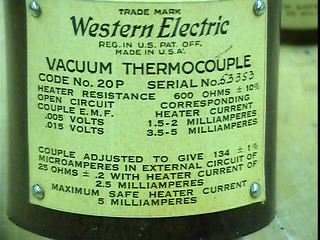 TRADE MARK
Western Electric
REG. IN U.S. PAT. OFF.
MADE IN U.S.A.
VACUUM THERMOCOUPLE
CODE No. 20P SERIAL No. 53353
HEATER RESISTANCE 600 OHMS ± 10%
OPEN CIRCUIT CORRESPONDING
COUPLE E.M.F. HEATER CURRENT
.005 VOLTS 1.5-2 MILLIAMPERES
.015 VOLTS 3.5-5 MILLIAMPERES
COUPLE ADJUSTED TO GIVE 134 ± 1%
MICROAMPERES IN EXTERNAL CIRCUIT OF
25 OHMS ± .2 WITH HEATER CURRENT OF
2.5 MILLIAMPERES
MAXIMUM SAFE HEATER CURRENT
5 MILLIAMPERES